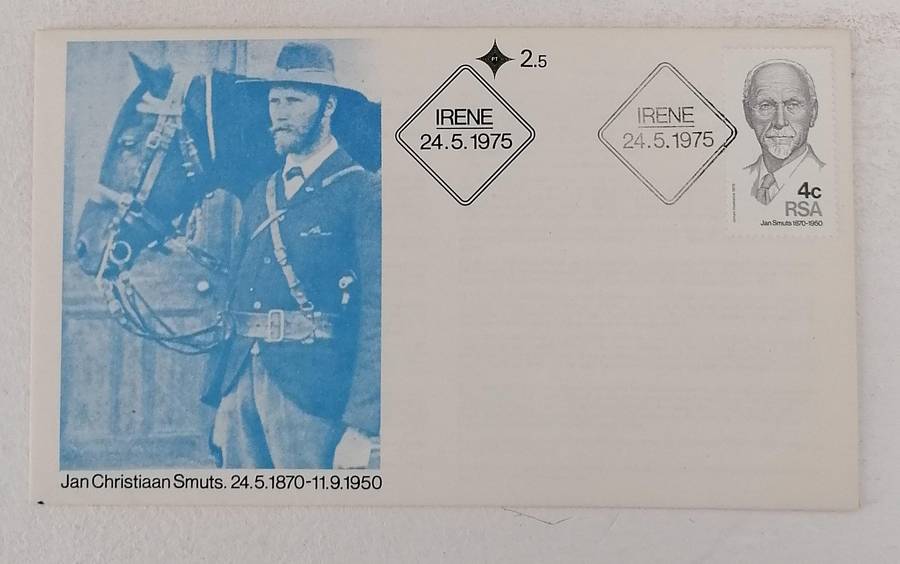 PT
2.5
IRENE
24.5.1975
IRENE
24.5.1975
4c
RSA
Jan Smuts 1870-1950
Jan Christiaan Smuts. 24.5.1870-11.9.1950